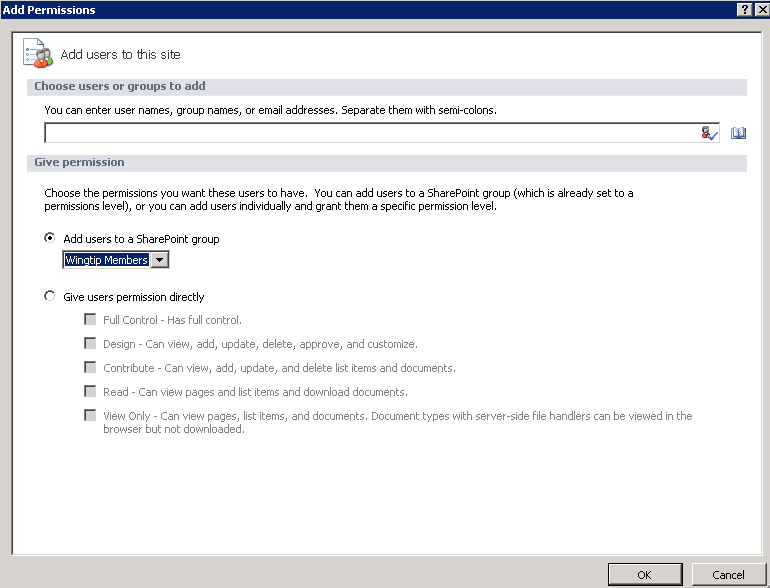 Add Permissions
Add users to this site
Choose users or groups to add
You can enter user names, group names, or email addresses. Separate them with semi-colons.
Give permission
Choose the permissions you want these users to have.  You can add users to a SharePoint group (which is already set to a
permissions level), or you can add users individually and grant them a specific permission level.
Add users to a SharePoint group
Wingtip Members
Give users permission directly
Full Control - Has full control.
Design - Can view, add, update, delete, approve, and customize.
Contribute - Can view, add, update, and delete list items and documents.
Read - Can view pages and list items and download documents.
View Only - Can view pages, list items, and documents. Document types with server-side file handlers can be viewed in the
browser but not downloaded.
OK Cancel